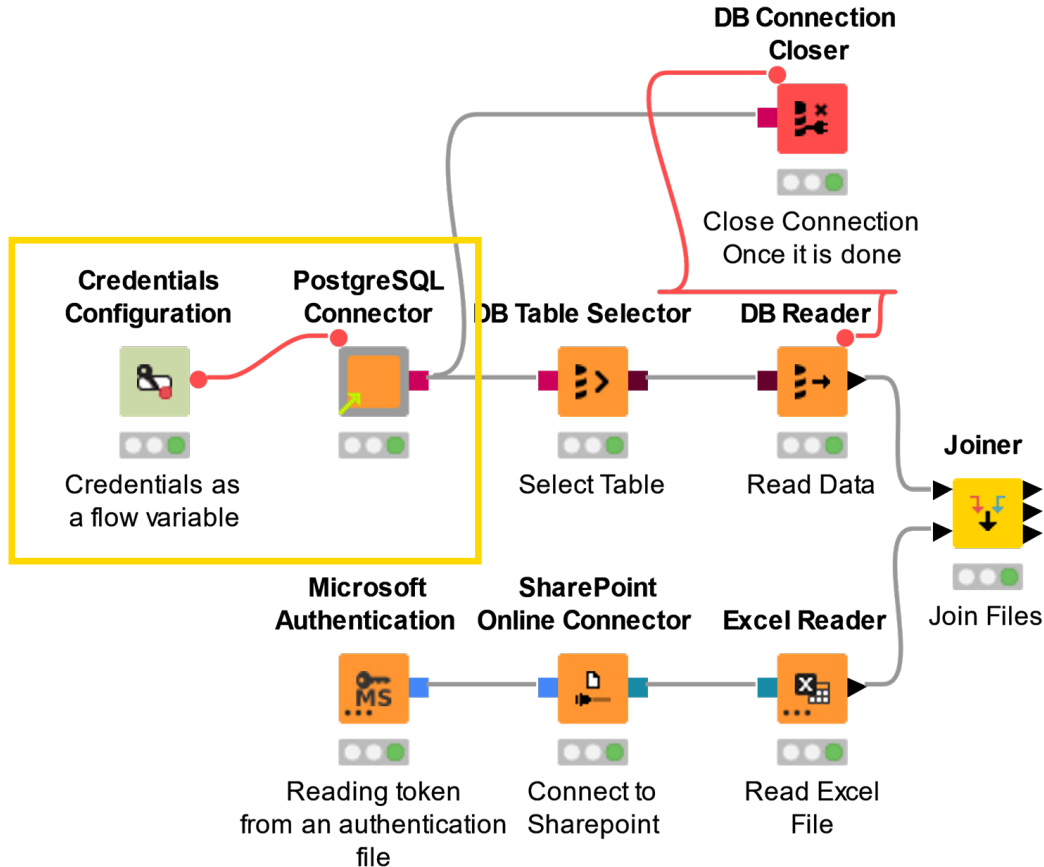 DB Connection
Closer
Close Connection
Once it is done
Credentials
Configuration
Credentials as
a flow variable
PostgreSQL
Connector
DB Table Selector
Select Table
DB Reader
Read Data
Joiner
Join Files
Microsoft
Authentication
MS
Reading token
from an authentication
file
SharePoint
Online Connector
Connect to
Sharepoint
Excel Reader
X
Read Excel
File